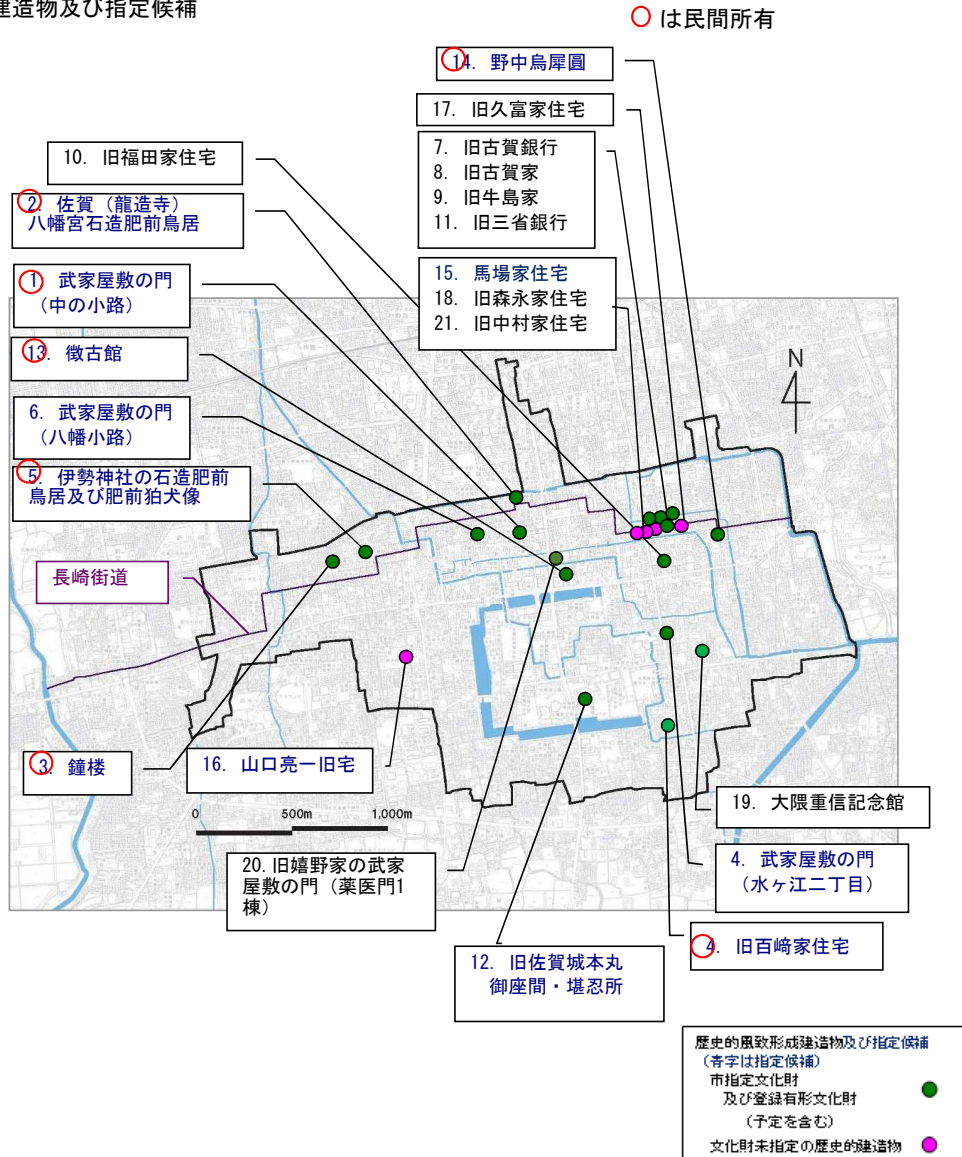 建造物及び指定候補
○ は民間所有
14. 野中烏犀圓
17. 旧久富家住宅
7. 旧古賀銀行
8. 旧古賀家
9. 旧牛島家
11. 旧三省銀行
10. 旧福田家住宅
2. 佐賀（龍造寺）
八幡宮石造肥前鳥居
15. 馬場家住宅
18. 旧森永家住宅
21. 旧中村家住宅
1 武家屋敷の門
（中の小路）
13. 徴古館
N
6. 武家屋敷の門
（八幡小路）
5. 伊勢神社の石造肥前
鳥居及び肥前狛犬像
長崎街道
3. 鐘楼
16. 山口亮一旧宅
0 500m 1,000m
19. 大隈重信記念館
20. 旧嬉野家の武家
屋敷の門（薬医門1
棟）
4. 武家屋敷の門
（水ヶ江二丁目）
4. 旧百﨑家住宅
12. 旧佐賀城本丸
御座間・堪忍所
歴史的風致形成建造物及び指定候補
（青字は指定候補）
市指定文化財
及び登録有形文化財
（予定を含む）
文化財未指定の歴史的建造物